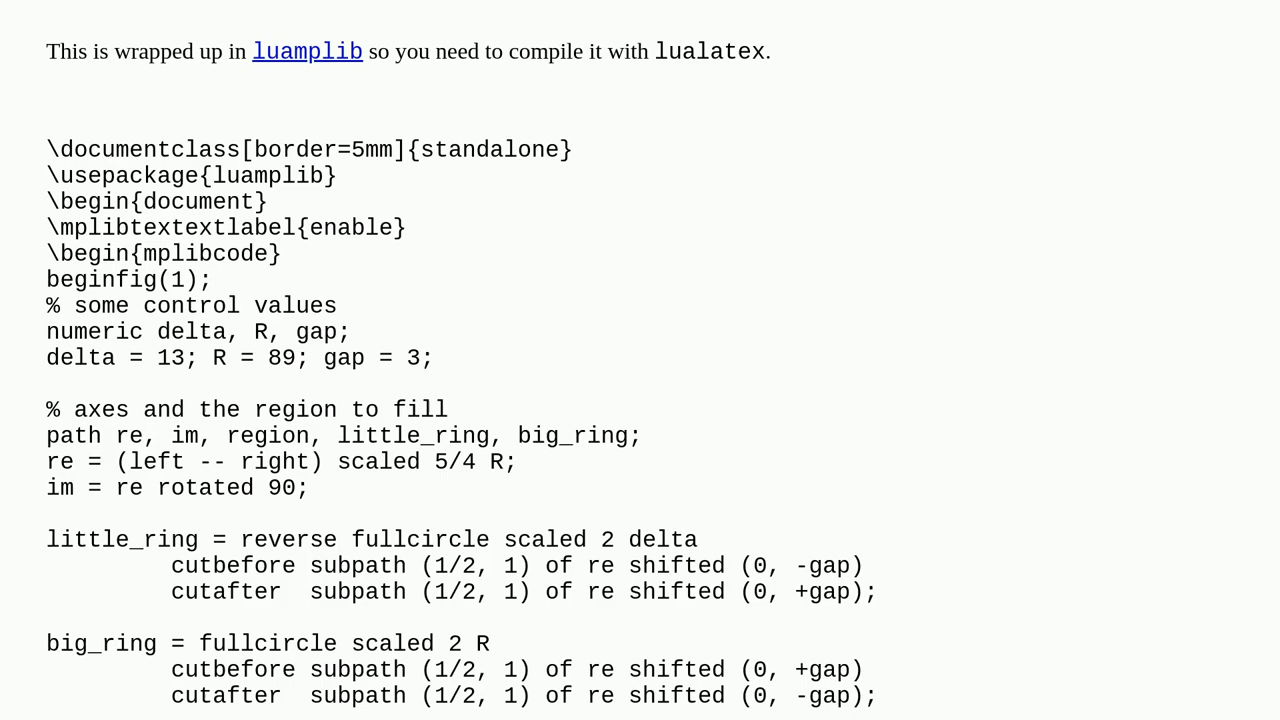 This is wrapped up in luamplib so you need to compile it with lualatex.
\documentclass[border=5mm]{standalone}
\usepackage{luamplib}
\begin{document}
\mplibtextextlabel{enable}
\begin{mplibcode}
beginfig(1);
% some control values
numeric delta, R, gap;
delta = 13; R = 89; gap = 3;

% axes and the region to fill
path re, im, region, little_ring, big_ring;
re = (left -- right) scaled 5/4 R;
im = re rotated 90;

little_ring = reverse fullcircle scaled 2 delta
         cutbefore subpath (1/2, 1) of re shifted (0, -gap)
         cutafter  subpath (1/2, 1) of re shifted (0, +gap);

big_ring = fullcircle scaled 2 R
         cutbefore subpath (1/2, 1) of re shifted (0, +gap)
         cutafter  subpath (1/2, 1) of re shifted (0, -gap);